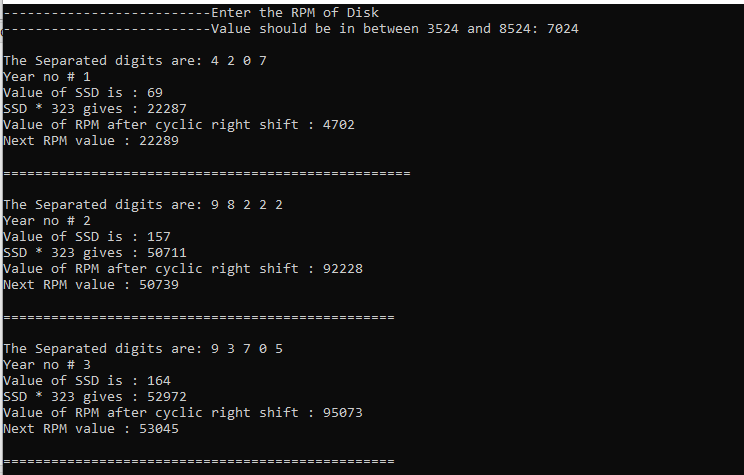 --------------------------Enter the RPM of Disk
--------------------------Value should be in between 3524 and 8524: 7024
The Separated digits are: 4 2 0 7
Year no # 1
Value of SSD is : 69
SSD * 323 gives : 22287
Value of RPM after cyclic right shift : 4702
Next RPM value : 22289
===================================================
The Separated digits are: 9 8 2 2 2
Year no # 2
Value of SSD is : 157
SSD * 323 gives : 50711
Value of RPM after cyclic right shift : 92228
Next RPM value : 50739
=================================================
The Separated digits are: 9 3 7 0 5
Year no # 3
Value of SSD is : 164
SSD * 323 gives : 52972
Value of RPM after cyclic right shift : 95073
Next RPM value : 53045
=================================================